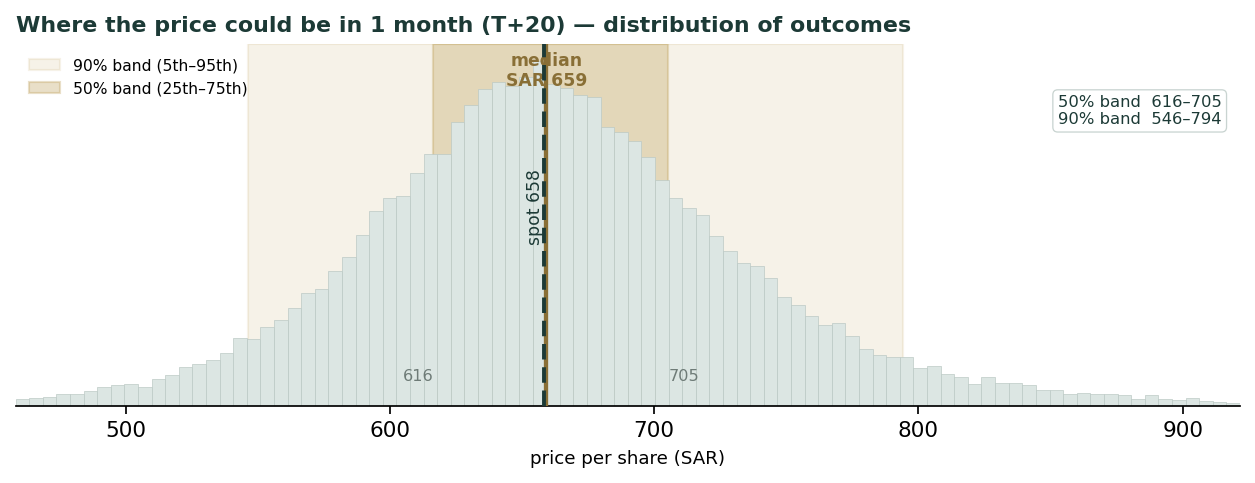 Where the price could be in 1 month (T+20) — distribution of outcomes
90% band (5th–95th)
50% band (25th–75th)
median
SAR 659
50% band 616–705
90% band 546–794
spot 658
616
705
500
600
700
800
900
price per share (SAR)